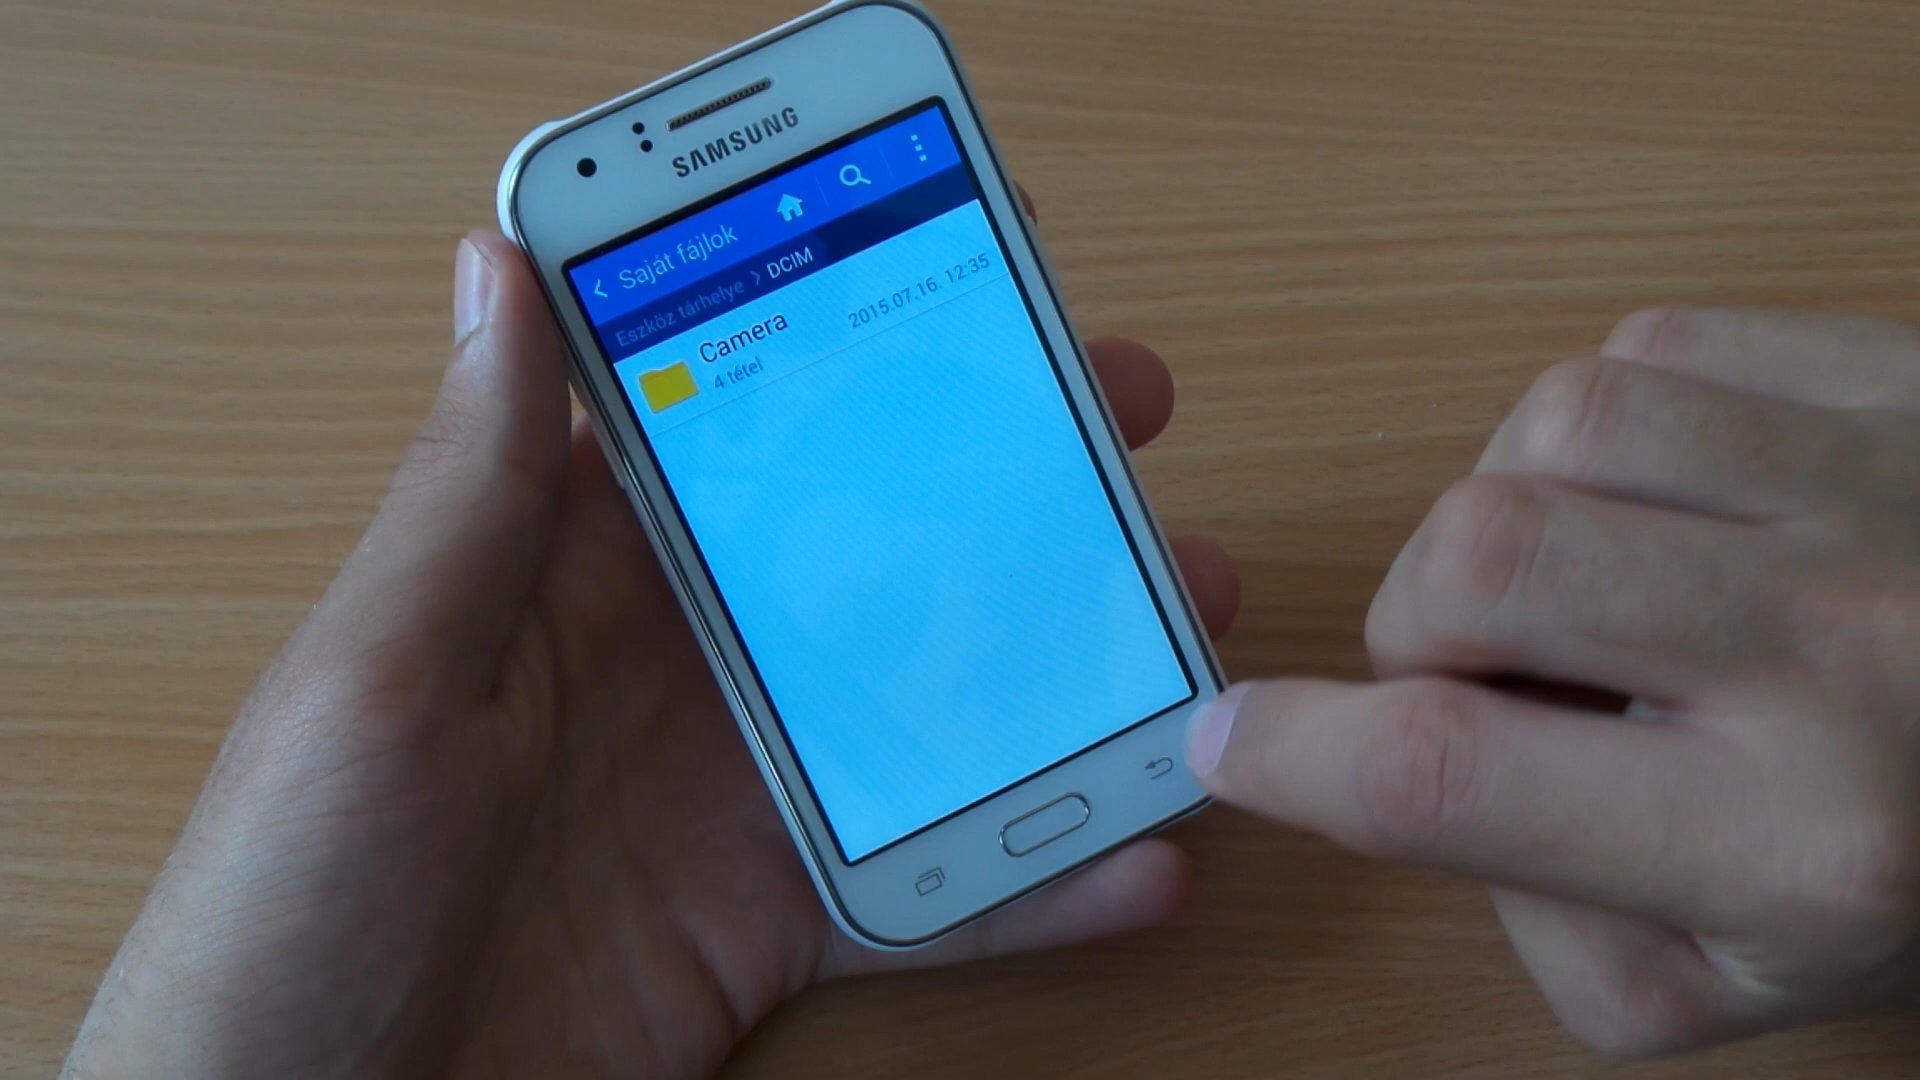 SAMSUNG
Saját fájlok
Eszköz tárhelye > DCIM
Camera
4 tétel
2015.07.16. 12:35